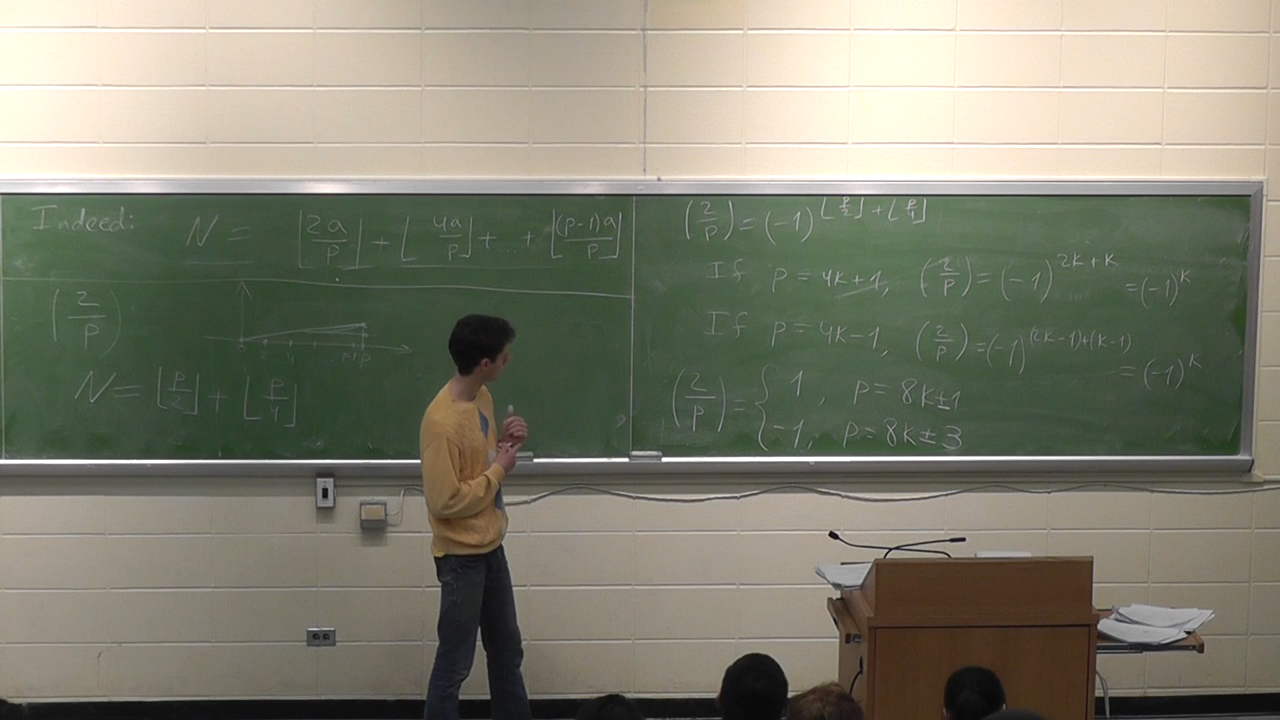 Indeed: N = ⌊2a/p⌋ + ⌊4a/p⌋ + ... + ⌊(p-1)a/p⌋
(2/p)
N = ⌊p/2⌋ + ⌊p/4⌋
(2/p) = (-1)^(⌊p/2⌋ + ⌊p/4⌋)
If p = 4k+1, (2/p) = (-1)^(2k+k) = (-1)^k
If p = 4k-1, (2/p) = (-1)^((2k-1)+(k-1)) = (-1)^k
(2/p) = { 1, p = 8k±1
-1, p = 8k±3